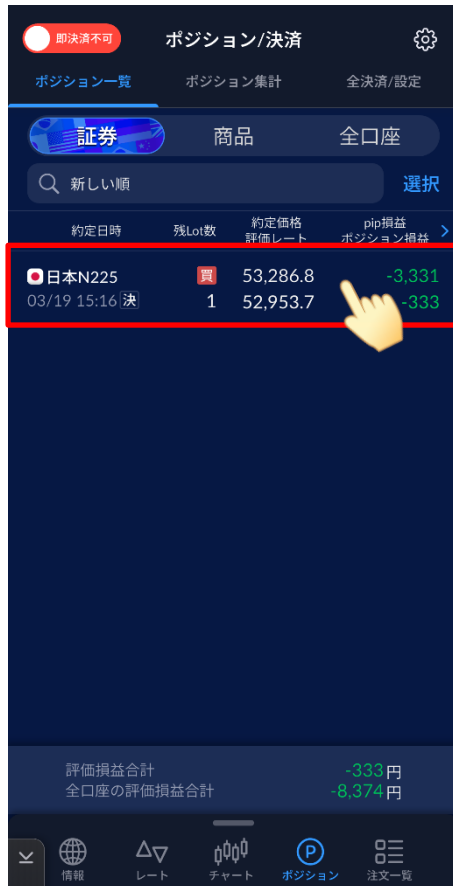 即決済不可 ポジション/決済
ポジション一覧 ポジション集計 全決済/設定
証券 商品 全口座
新しい順 選択
約定日時 残Lot数 約定価格 pip損益
評価レート ポジション損益
日本N225 買 53,286.8 -3,331
03/19 15:16 決 1 52,953.7 -333
評価損益合計 -333円
全口座の評価損益合計 -8,374円
P
情報 レート チャート ポジション 注文一覧